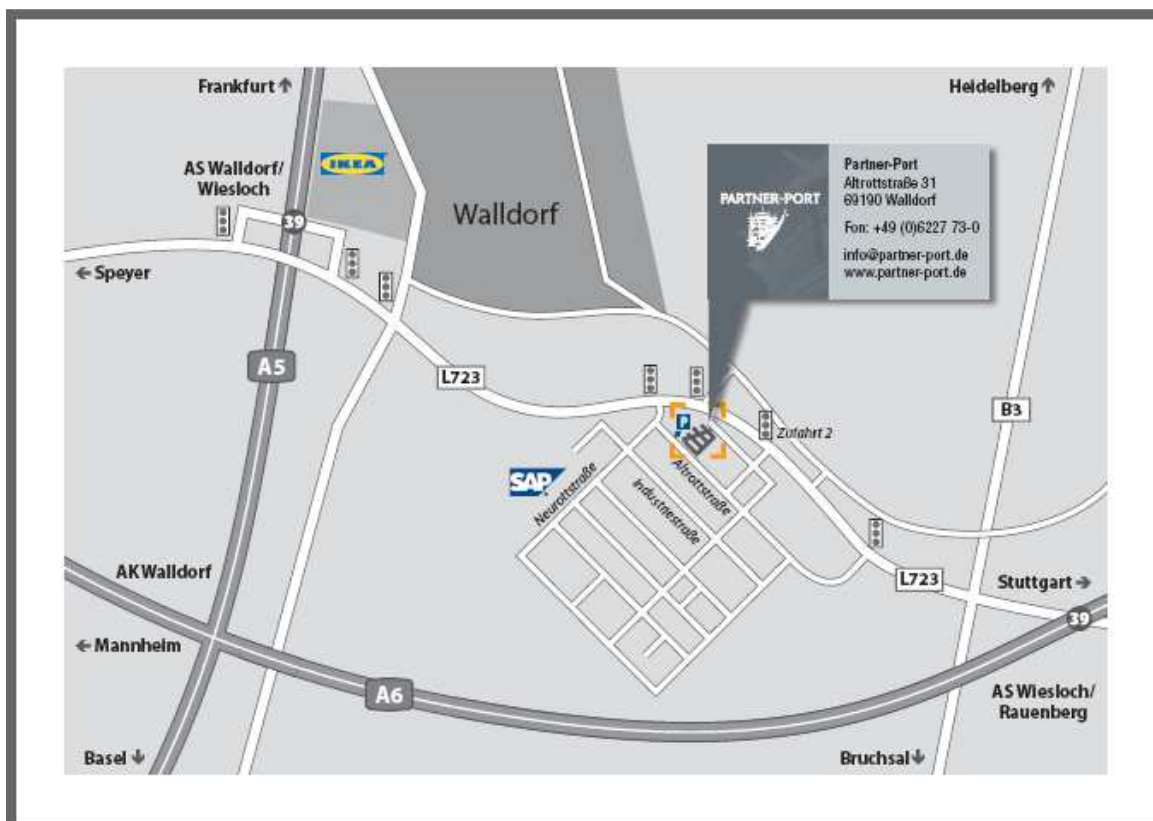 Frankfurt ↑
Heidelberg ↑
AS Walldorf/
Wiesloch
IKEA
39
Walldorf
PARTNER-PORT
Partner-Port
Altrottstraße 31
69190 Walldorf
Fon: +49 (0)6227 73-0
info@partner-port.de
www.partner-port.de
← Speyer
A5
L723
B3
P
Zufahrt 2
SAP
Neurottstraße
Industriestraße
Altrottstraße
AK Walldorf
L723
Stuttgart →
39
← Mannheim
A6
AS Wiesloch/
Rauenberg
Basel ↓
Bruchsal ↓